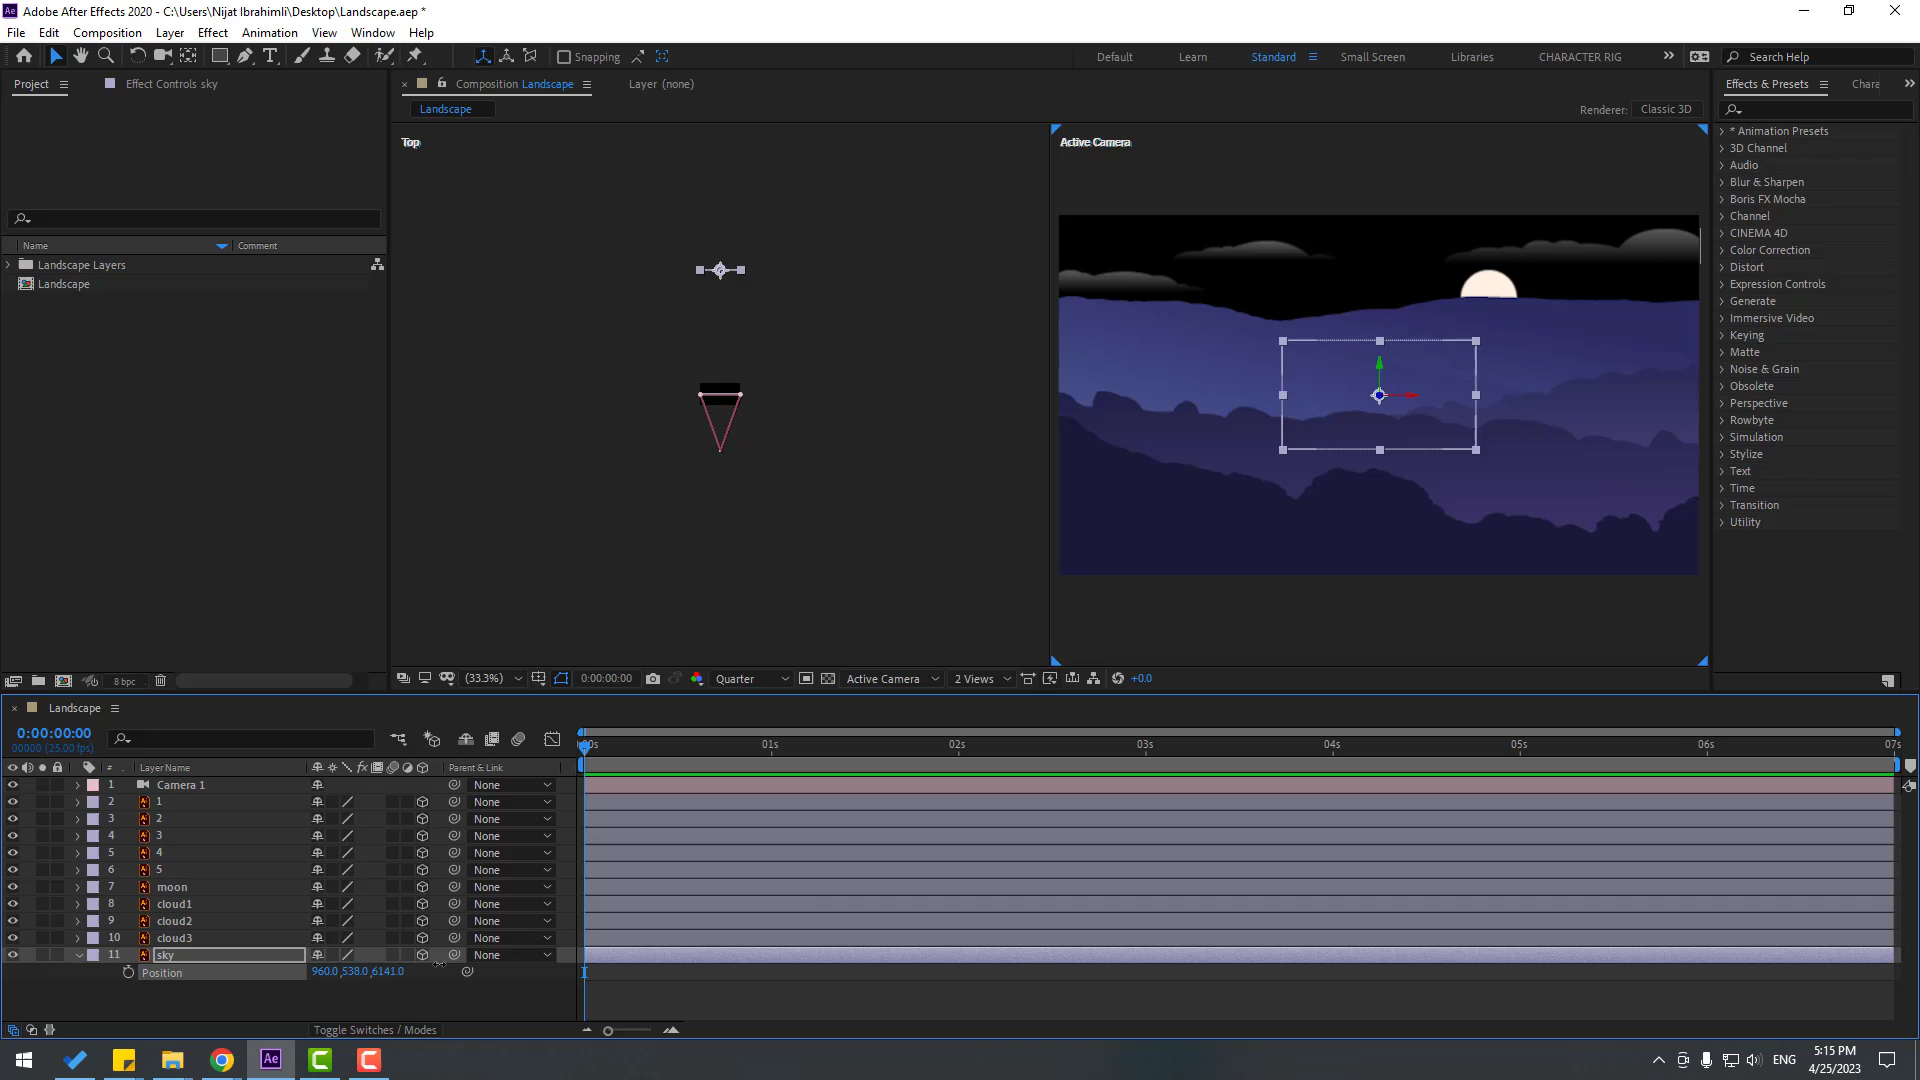 Adobe After Effects 2020 - C:\Users\Nijat Ibrahimli\Desktop\Landscape.aep *
File Edit Composition Layer Effect Animation View Window Help
Snapping
Default Learn Standard Small Screen Libraries CHARACTER RIG » Search Help
Project Effect Controls sky
Composition Landscape Layer (none)
Effects & Presets Chara
Landscape
Renderer: Classic 3D
Top
Active Camera
Name Comment
Landscape Layers
Landscape
* Animation Presets
3D Channel
Audio
Blur & Sharpen
Boris FX Mocha
Channel
CINEMA 4D
Color Correction
Distort
Expression Controls
Generate
Immersive Video
Keying
Matte
Noise & Grain
Obsolete
Perspective
Rowbyte
Simulation
Stylize
Text
Time
Transition
Utility
8 bpc
(33.3%) 0:00:00:00 Quarter Active Camera 2 Views +0.0
Landscape
0:00:00:00
00000 (25.00 fps)
:00s 01s 02s 03s 04s 05s 06s 07s
# Layer Name fx Parent & Link
1 Camera 1 None
2 1 None
3 2 None
4 3 None
5 4 None
6 5 None
7 moon None
8 cloud1 None
9 cloud2 None
10 cloud3 None
11 sky None
Position 960.0,538.0,6141.0
Toggle Switches / Modes
ENG
5:15 PM
4/25/2023